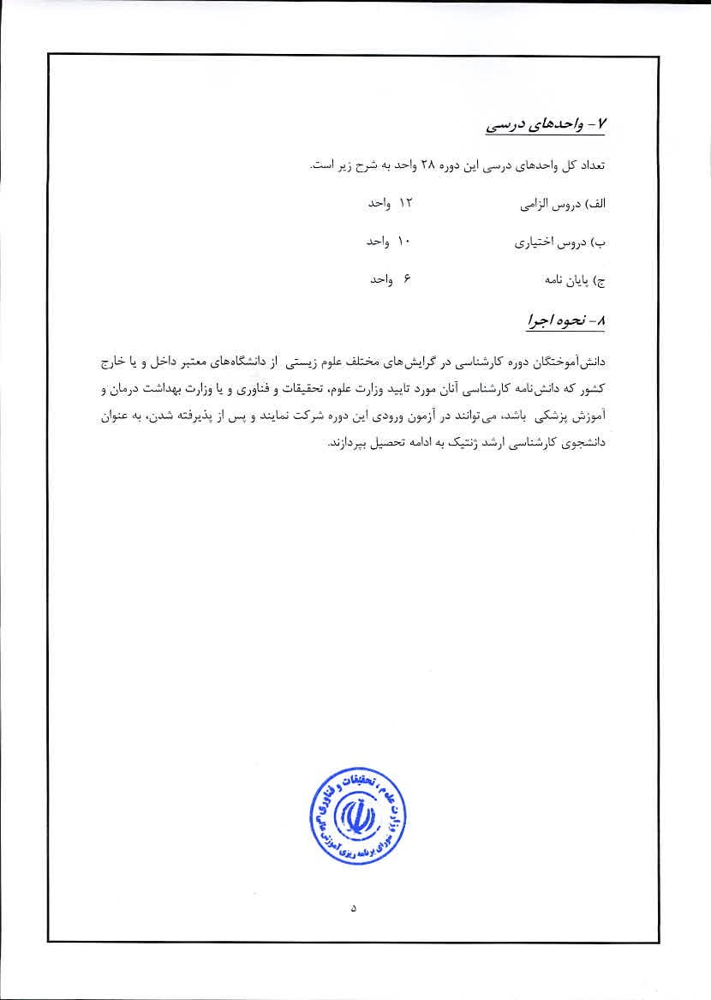 ۷- واحدهای درسی
تعداد کل واحدهای درسی این دوره ۲۸ واحد به شرح زیر است.
الف) دروس الزامی ۱۲ واحد
ب) دروس اختیاری ۱۰ واحد
ج) پایان نامه ۶ واحد
۸- نحوه اجرا
دانش‌آموختگان دوره کارشناسی در گرایش‌های مختلف علوم زیستی از دانشگاه‌های معتبر داخل و یا خارج
کشور که دانش‌نامه کارشناسی آنان مورد تایید وزارت علوم، تحقیقات و فناوری و یا وزارت بهداشت درمان و
آموزش پزشکی باشد، می‌توانند در آزمون ورودی این دوره شرکت نمایند و پس از پذیرفته شدن، به عنوان
دانشجوی کارشناسی ارشد ژنتیک به ادامه تحصیل بپردازند.
وزارت علوم، تحقیقات و فناوری
شورای برنامه ریزی آموزش عالی
۵